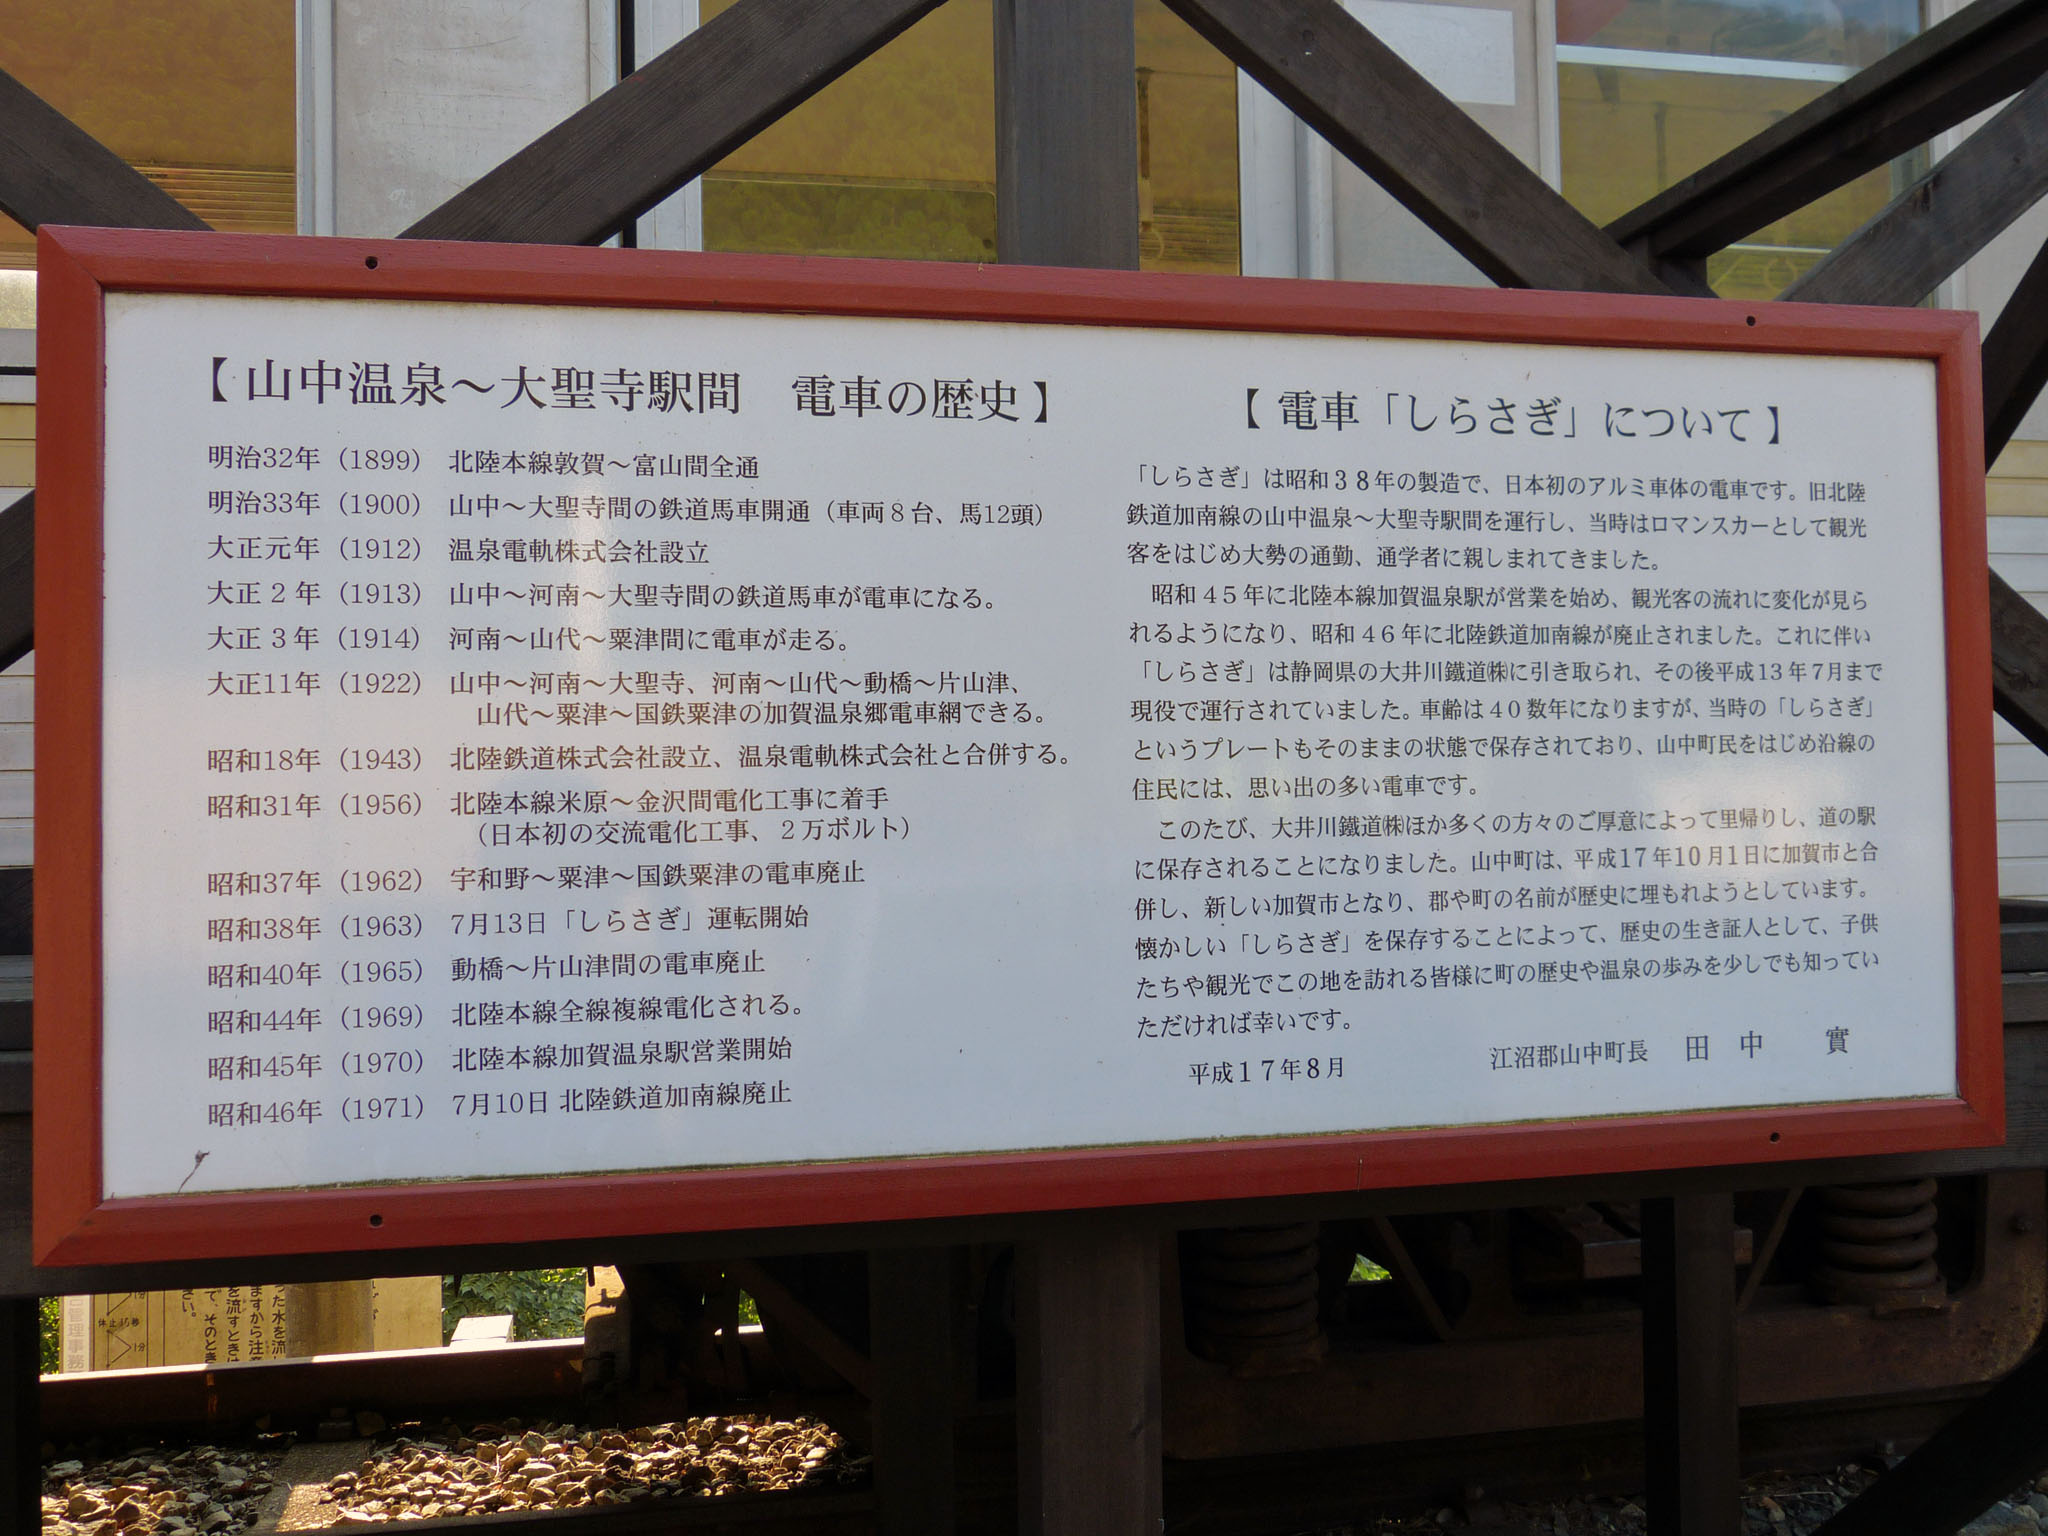 【 山中温泉～大聖寺駅間　電車の歴史 】
明治32年（1899） 北陸本線敦賀～富山間全通
明治33年（1900） 山中～大聖寺間の鉄道馬車開通（車両８台、馬12頭）
大正元年（1912） 温泉電軌株式会社設立
大正 2 年（1913） 山中～河南～大聖寺間の鉄道馬車が電車になる。
大正 3 年（1914） 河南～山代～粟津間に電車が走る。
大正11年（1922） 山中～河南～大聖寺、河南～山代～動橋～片山津、
山代～粟津～国鉄粟津の加賀温泉郷電車網できる。
昭和18年（1943） 北陸鉄道株式会社設立、温泉電軌株式会社と合併する。
昭和31年（1956） 北陸本線米原～金沢間電化工事に着手
（日本初の交流電化工事、２万ボルト）
昭和37年（1962） 宇和野～粟津～国鉄粟津の電車廃止
昭和38年（1963） 7月13日「しらさぎ」運転開始
昭和40年（1965） 動橋～片山津間の電車廃止
昭和44年（1969） 北陸本線全線複線電化される。
昭和45年（1970） 北陸本線加賀温泉駅営業開始
昭和46年（1971） 7月10日 北陸鉄道加南線廃止
【 電車「しらさぎ」について 】
「しらさぎ」は昭和３８年の製造で、日本初のアルミ車体の電車です。旧北陸
鉄道加南線の山中温泉～大聖寺駅間を運行し、当時はロマンスカーとして観光
客をはじめ大勢の通勤、通学者に親しまれてきました。
昭和４５年に北陸本線加賀温泉駅が営業を始め、観光客の流れに変化が見ら
れるようになり、昭和４６年に北陸鉄道加南線が廃止されました。これに伴い
「しらさぎ」は静岡県の大井川鐵道㈱に引き取られ、その後平成13年7月まで
現役で運行されていました。車齢は４０数年になりますが、当時の「しらさぎ」
というプレートもそのままの状態で保存されており、山中町民をはじめ沿線の
住民には、思い出の多い電車です。
このたび、大井川鐵道㈱ほか多くの方々のご厚意によって里帰りし、道の駅
に保存されることになりました。山中町は、平成17年10月1日に加賀市と合
併し、新しい加賀市となり、郡や町の名前が歴史に埋もれようとしています。
懐かしい「しらさぎ」を保存することによって、歴史の生き証人として、子供
たちや観光でこの地を訪れる皆様に町の歴史や温泉の歩みを少しでも知ってい
ただければ幸いです。
平成１７年８月
江沼郡山中町長　田　中　　實